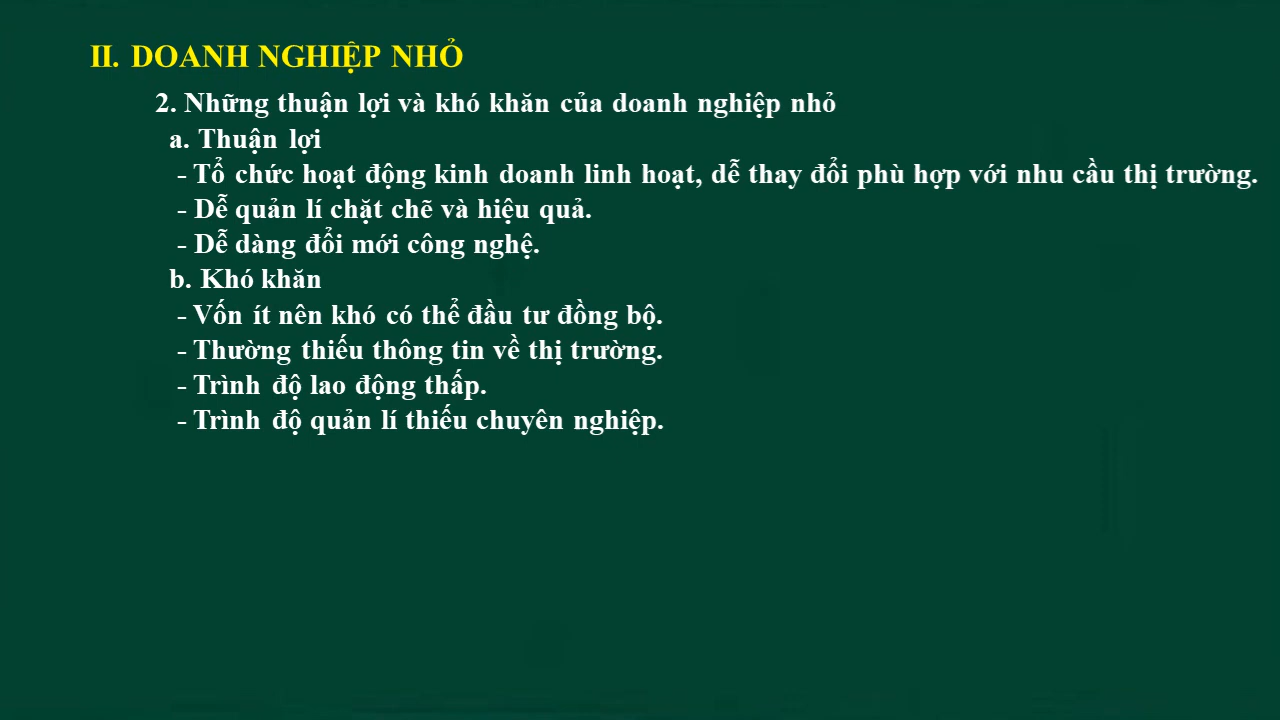 II. DOANH NGHIỆP NHỎ
2. Những thuận lợi và khó khăn của doanh nghiệp nhỏ
a. Thuận lợi
- Tổ chức hoạt động kinh doanh linh hoạt, dễ thay đổi phù hợp với nhu cầu thị trường.
- Dễ quản lí chặt chẽ và hiệu quả.
- Dễ dàng đổi mới công nghệ.
b. Khó khăn
- Vốn ít nên khó có thể đầu tư đồng bộ.
- Thường thiếu thông tin về thị trường.
- Trình độ lao động thấp.
- Trình độ quản lí thiếu chuyên nghiệp.